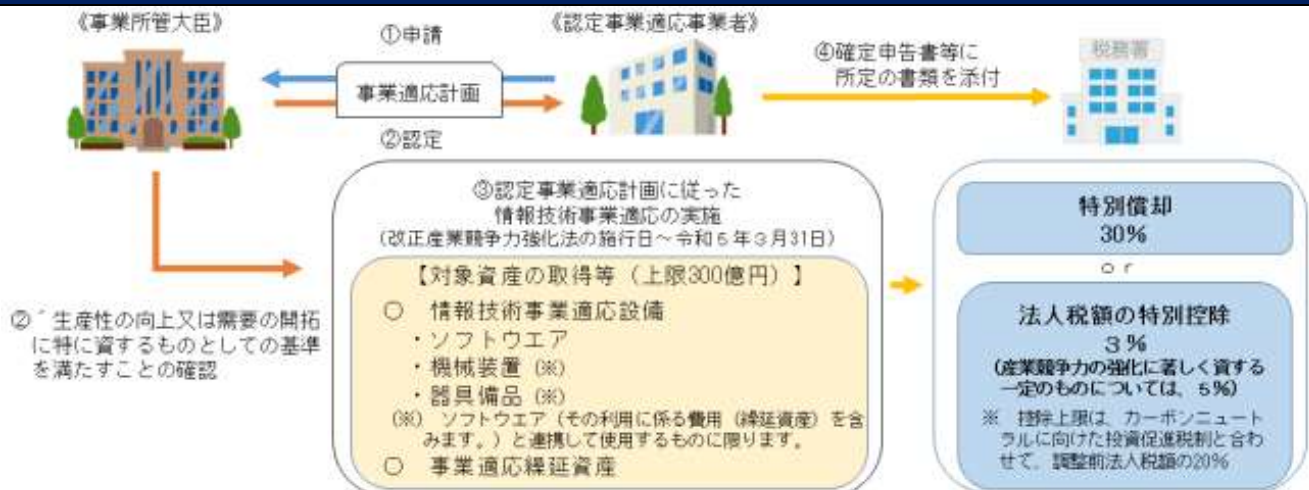 《事業所管大臣》
《認定事業適応事業者》
①申請
事業適応計画
②認定
④確定申告書等に
所定の書類を添付
税務署
②´生産性の向上又は需要の開拓
に特に資するものとしての基準
を満たすことの確認
③認定事業適応計画に従った
情報技術事業適応の実施
(改正産業競争力強化法の施行日~令和5年3月31日)
【対象資産の取得等(上限300億円)】
○ 情報技術事業適応設備
・ソフトウエア
・機械装置(※)
・器具備品(※)
(※) ソフトウエア(その利用に係る費用(繰延資産)を含
みます。)と連携して使用するものに限ります。
○ 事業適応繰延資産
特別償却
30%
or
法人税額の特別控除
3%
(産業競争力の強化に著しく資する
一定のものについては、5%)
※ 控除上限は、カーボンニュート
ラルに向けた投資促進税制と合わ
せて、調整前法人税額の20%